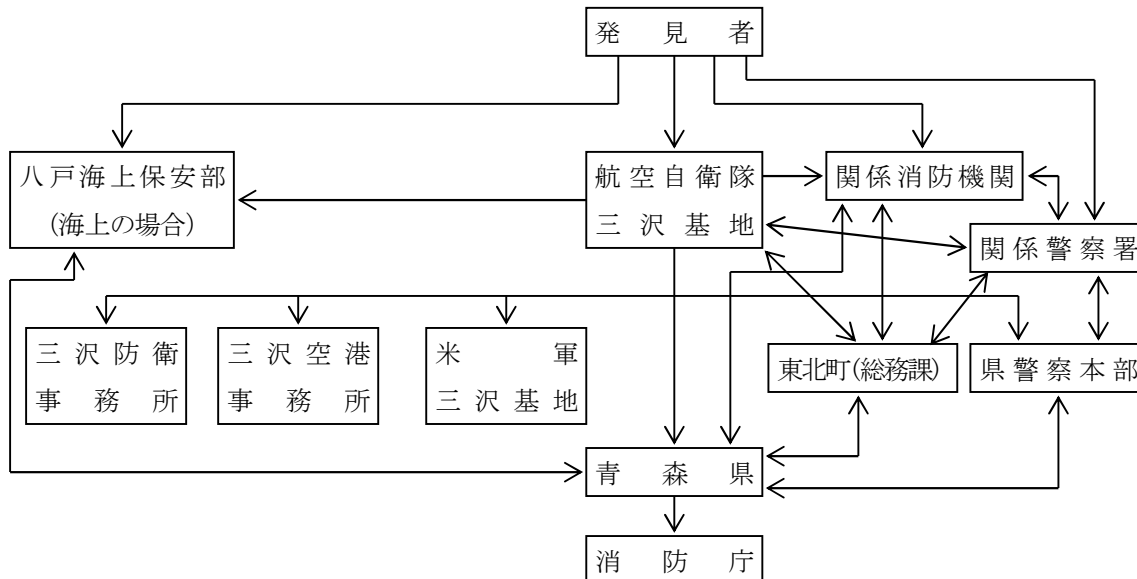 発見者
八戸海上保安部
(海上の場合)
航空自衛隊
三沢基地
関係消防機関
関係警察署
三沢防衛
事務所
三沢空港
事務所
米軍
三沢基地
東北町(総務課)
県警察本部
青森県
消防庁